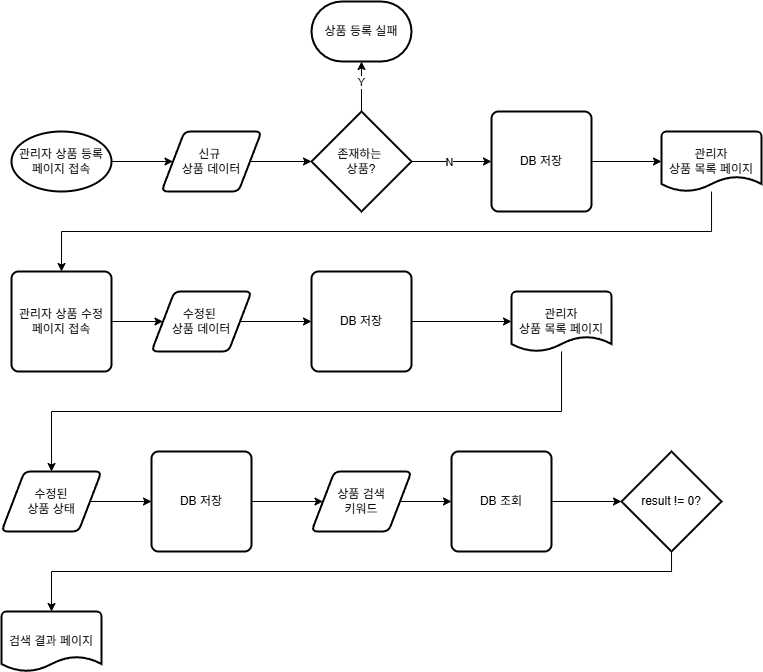 상품 등록 실패
Y
관리자 상품 등록
페이지 접속
신규
상품 데이터
존재하는
상품?
N
DB 저장
관리자
상품 목록 페이지
관리자 상품 수정
페이지 접속
수정된
상품 데이터
DB 저장
관리자
상품 목록 페이지
수정된
상품 상태
DB 저장
상품 검색
키워드
DB 조회
result != 0?
검색 결과 페이지